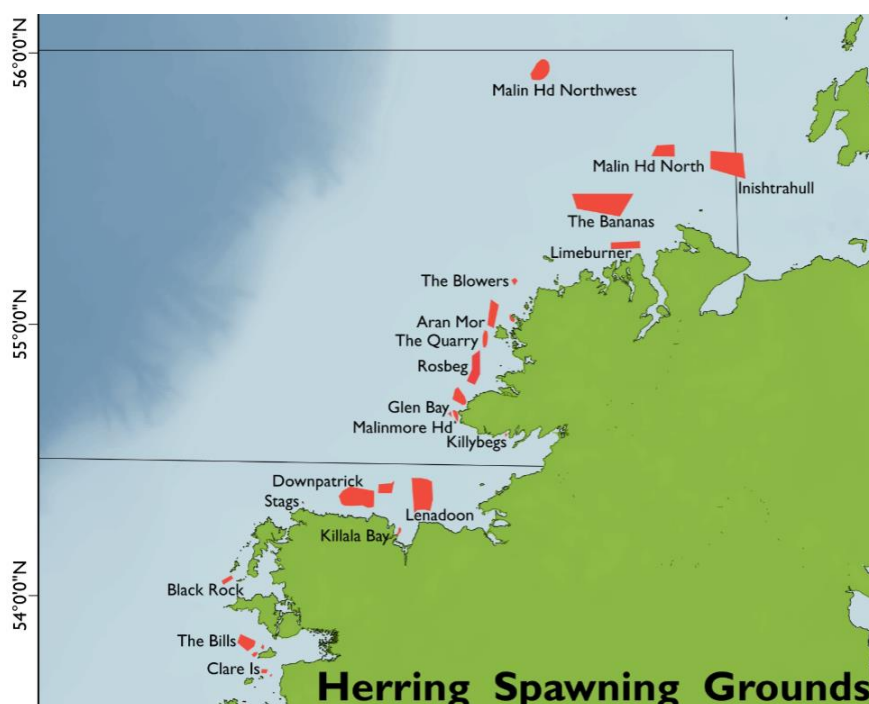 56°0'0"N
Malin Hd Northwest
Malin Hd North
Inishtrahull
The Bananas
Limeburner
The Blowers
55°0'0"N
Aran Mor
The Quarry
Rosbeg
Glen Bay
Malinmore Hd
Killybegs
Downpatrick
Stags
Lenadoon
Killala Bay
54°0'0"N
Black Rock
The Bills
Clare Is
Herring Spawning Grounds